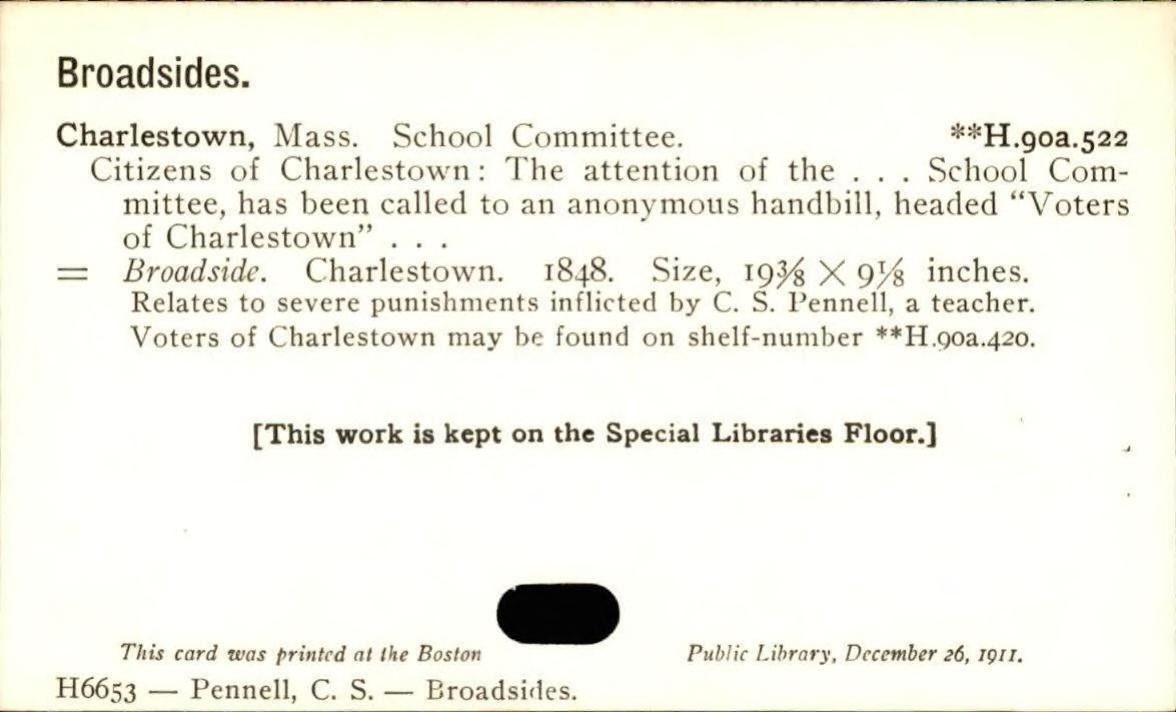 Broadsides.
Charlestown, Mass. School Committee. **H.90a.522
Citizens of Charlestown: The attention of the . . . School Com-
mittee, has been called to an anonymous handbill, headed “Voters
of Charlestown” . . .
= Broadside. Charlestown. 1848. Size, 19⅜ × 9⅛ inches.
Relates to severe punishments inflicted by C. S. Pennell, a teacher.
Voters of Charlestown may be found on shelf-number **H.90a.420.
[This work is kept on the Special Libraries Floor.]
This card was printed at the Boston Public Library, December 26, 1911.
H6653 — Pennell, C. S. — Broadsides.